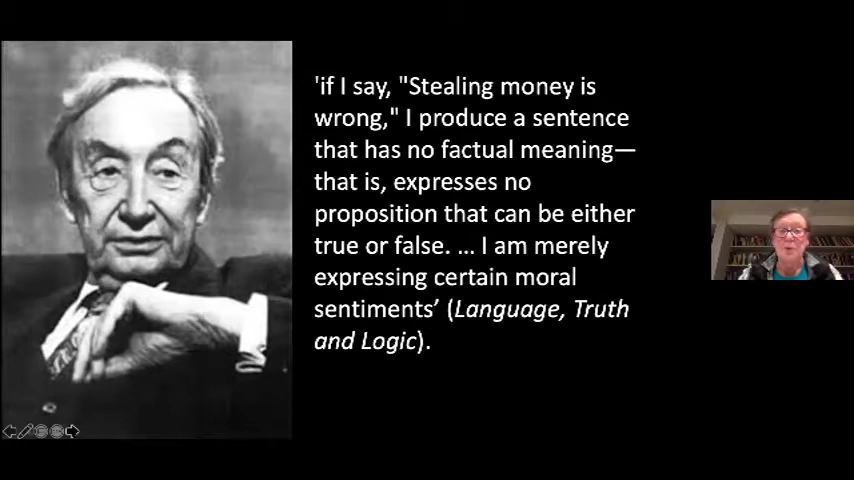 'if I say, "Stealing money is
wrong," I produce a sentence
that has no factual meaning—
that is, expresses no
proposition that can be either
true or false. ... I am merely
expressing certain moral
sentiments’ (Language, Truth
and Logic).